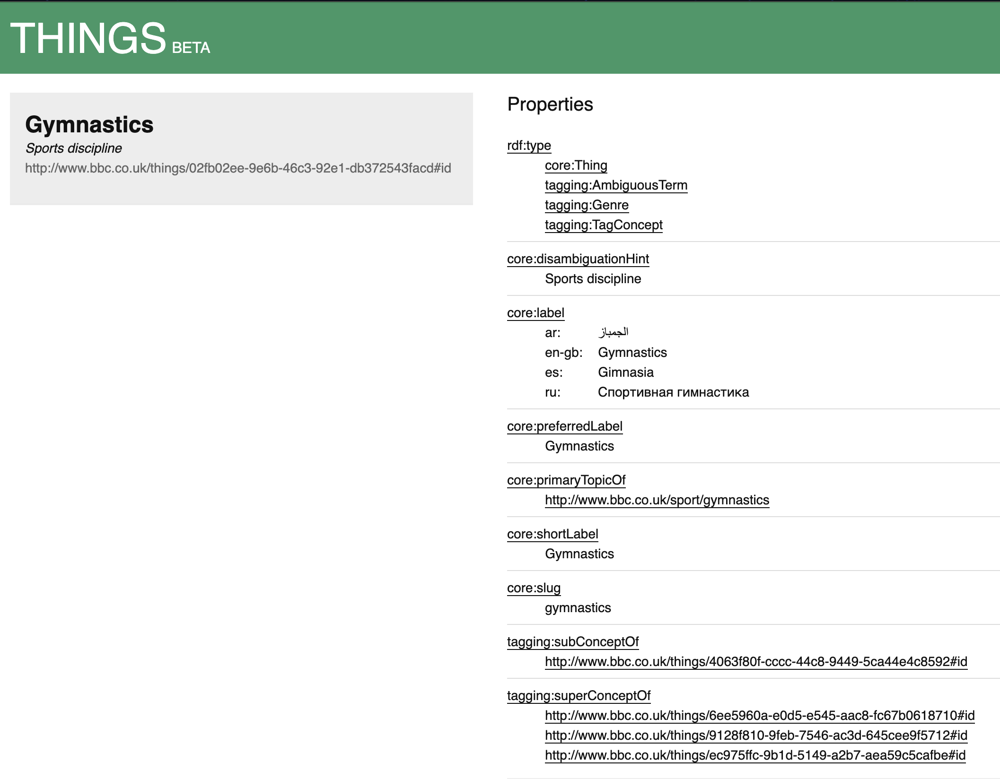 THINGS BETA
Gymnastics
Sports discipline
http://www.bbc.co.uk/things/02fb02ee-9e6b-46c3-92e1-db372543facd#id
Properties
rdf:type
core:Thing
tagging:AmbiguousTerm
tagging:Genre
tagging:TagConcept
core:disambiguationHint
Sports discipline
core:label
ar: الجمباز
en-gb: Gymnastics
es: Gimnasia
ru: Спортивная гимнастика
core:preferredLabel
Gymnastics
core:primaryTopicOf
http://www.bbc.co.uk/sport/gymnastics
core:shortLabel
Gymnastics
core:slug
gymnastics
tagging:subConceptOf
http://www.bbc.co.uk/things/4063f80f-cccc-44c8-9449-5ca44e4c8592#id
tagging:superConceptOf
http://www.bbc.co.uk/things/6ee5960a-e0d5-e545-aac8-fc67b0618710#id
http://www.bbc.co.uk/things/9128f810-9feb-7546-ac3d-645cee9f5712#id
http://www.bbc.co.uk/things/ec975ffc-9b1d-5149-a2b7-aea59c5cafbe#id